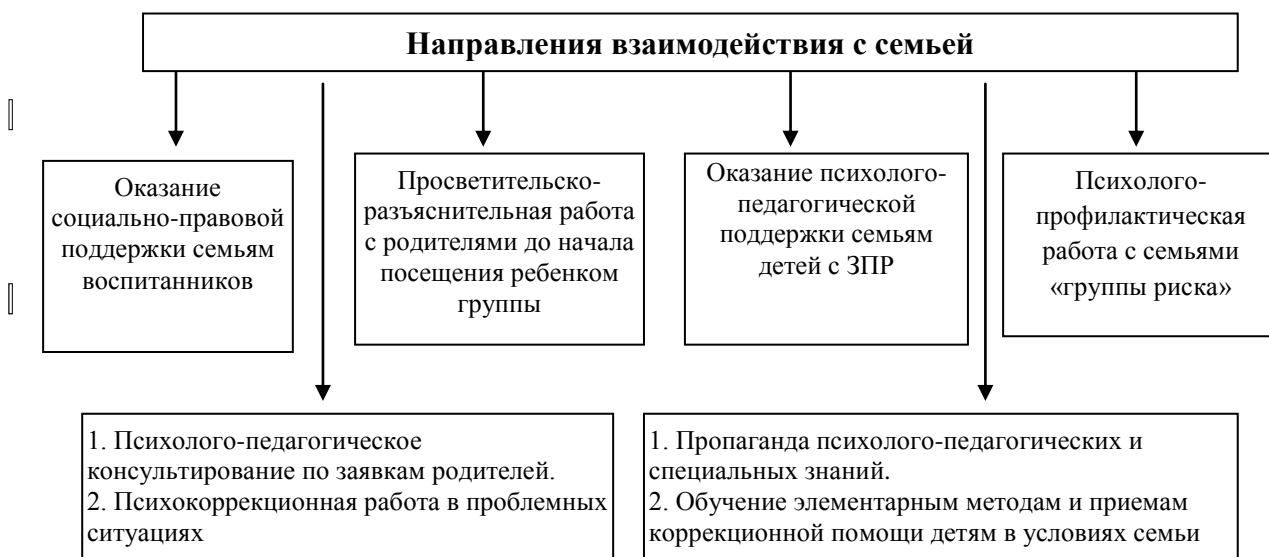 Направления взаимодействия с семьей
Оказание
социально-правовой
поддержки семьям
воспитанников
Просветительско-
разъяснительная работа
с родителями до начала
посещения ребенком
группы
Оказание психолого-
педагогической
поддержки семьям
детей с ЗПР
Психолого-
профилактическая
работа с семьями
«группы риска»
1. Психолого-педагогическое
консультирование по заявкам родителей.
2. Психокоррекционная работа в проблемных
ситуациях
1. Пропаганда психолого-педагогических и
специальных знаний.
2. Обучение элементарным методам и приемам
коррекционной помощи детям в условиях семьи